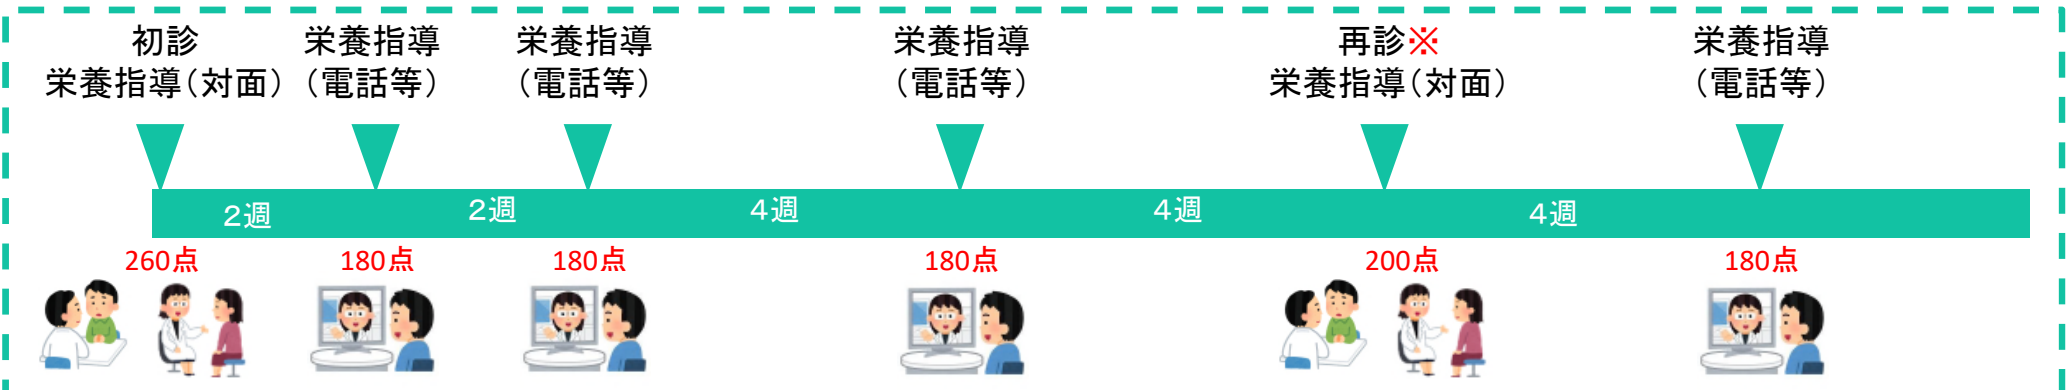 初診
栄養指導(対面)
栄養指導
(電話等)
栄養指導
(電話等)
栄養指導
(電話等)
再診※
栄養指導(対面)
栄養指導
(電話等)
2週
2週
4週
4週
4週
260点
180点
180点
180点
200点
180点